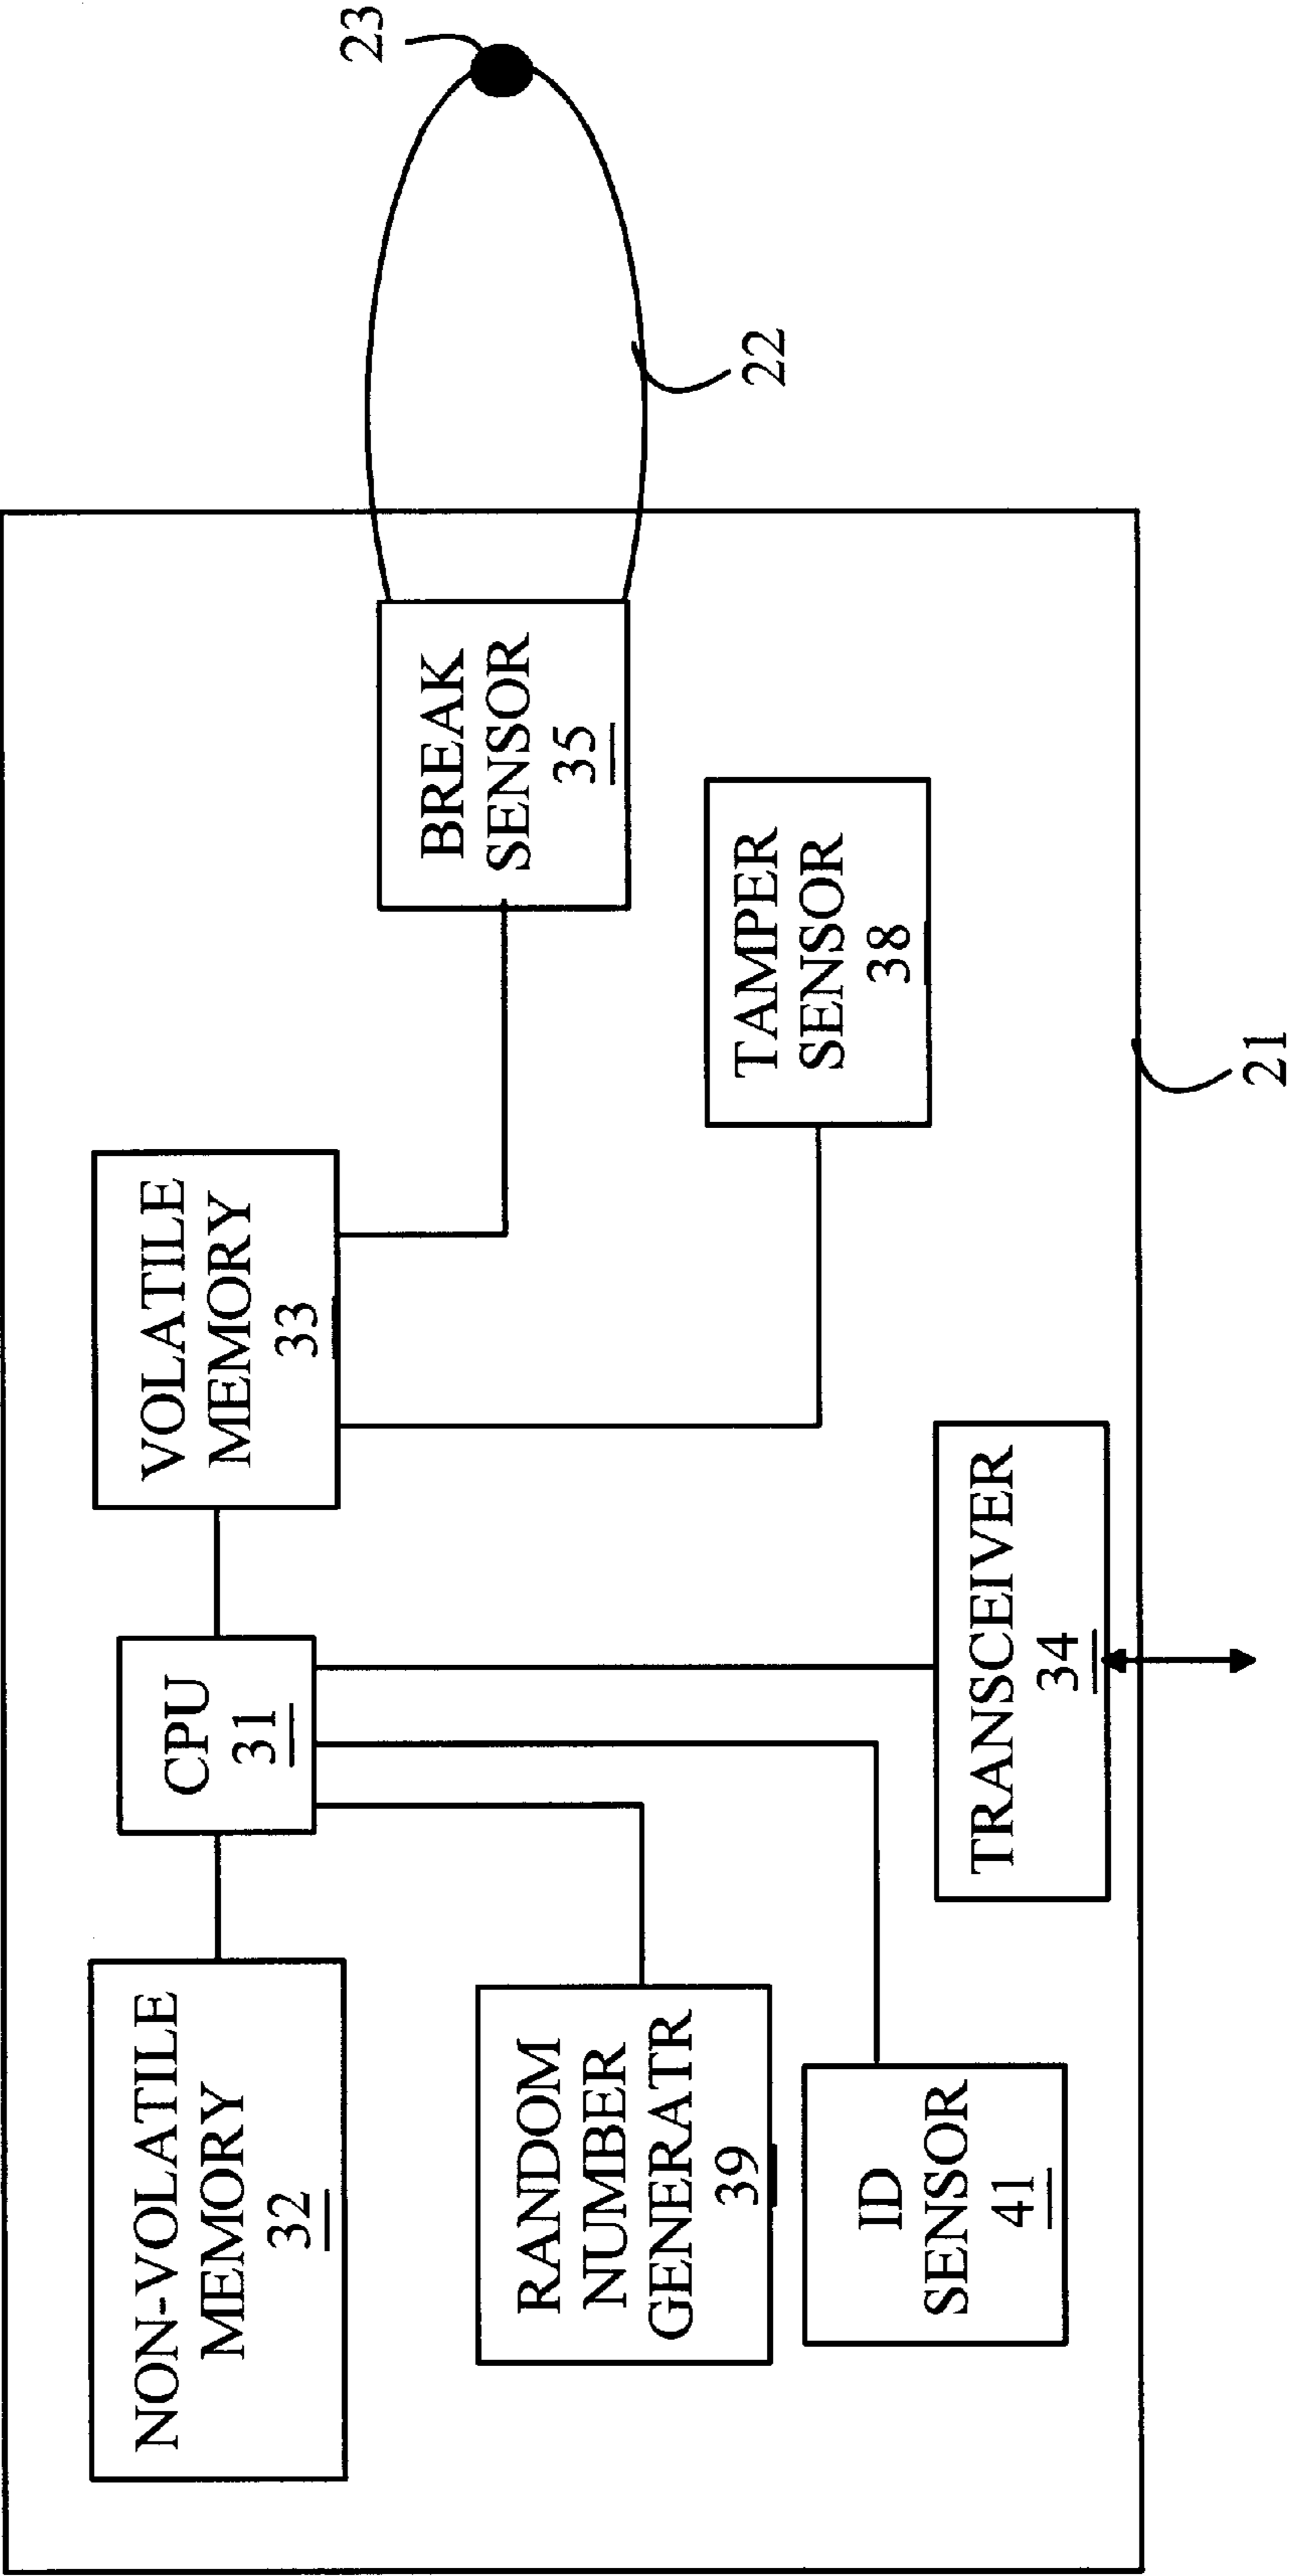 NON-VOLATILE
MEMORY
32
CPU
31
VOLATILE
MEMORY
33
RANDOM
NUMBER
GENERATR
39
ID
SENSOR
41
TRANSCEIVER
34
TAMPER
SENSOR
38
BREAK
SENSOR
35
23
22
21